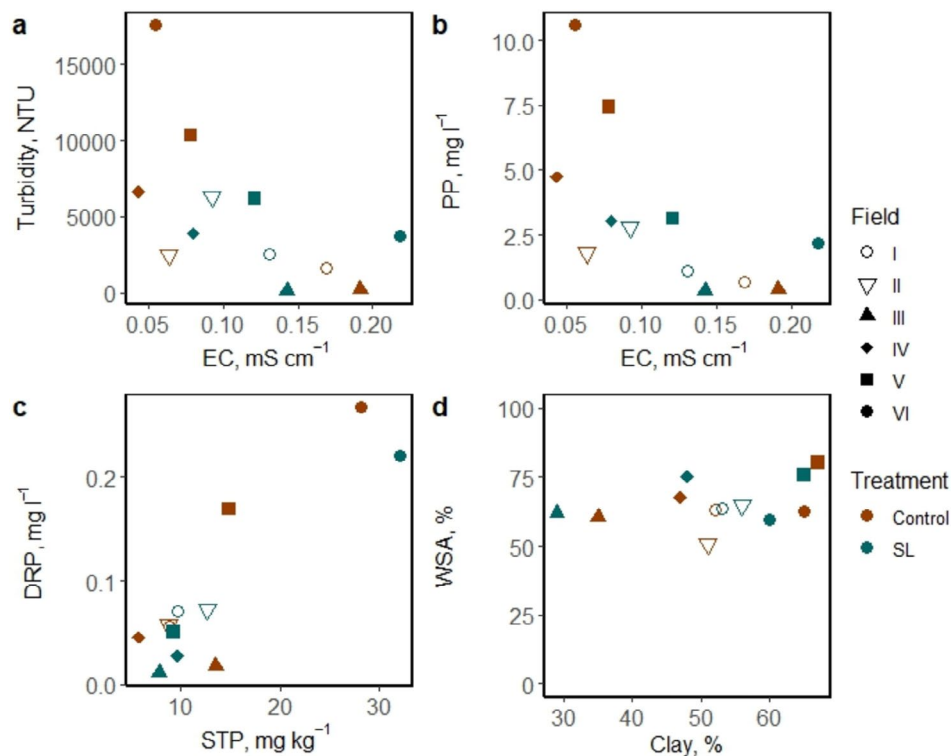 a
Turbidity, NTU
15000
10000
5000
0
0.05 0.10 0.15 0.20
EC, mS cm⁻¹
b
PP, mg l⁻¹
10.0
7.5
5.0
2.5
0.0
0.05 0.10 0.15 0.20
EC, mS cm⁻¹
c
DRP, mg l⁻¹
0.2
0.1
0.0
10 20 30
STP, mg kg⁻¹
d
WSA, %
100
75
50
25
0
30 40 50 60
Clay, %
Field
I
II
III
IV
V
VI
Treatment
Control
SL